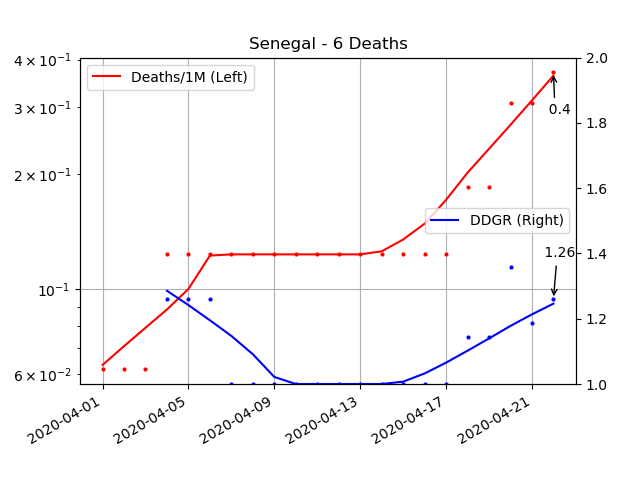 Senegal - 6 Deaths
Deaths/1M (Left)
DDGR (Right)
4 × 10⁻¹
3 × 10⁻¹
2 × 10⁻¹
10⁻¹
6 × 10⁻²
2.0
1.8
1.6
1.4
1.2
1.0
0.4
1.26
2020-04-01
2020-04-05
2020-04-09
2020-04-13
2020-04-17
2020-04-21